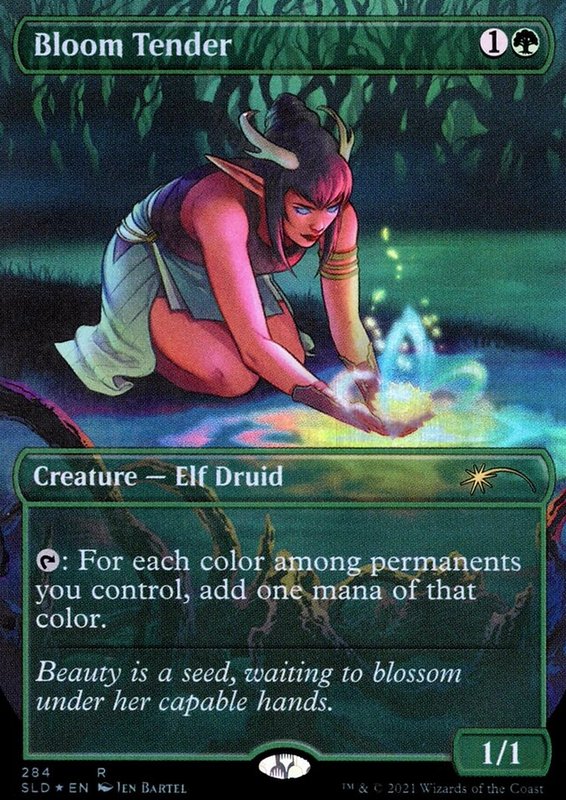 Bloom Tender 1
Creature — Elf Druid
: For each color among permanents
you control, add one mana of that
color.
Beauty is a seed, waiting to blossom
under her capable hands.
1/1
284 R
SLD ★ EN JEN BARTEL
™ & © 2021 Wizards of the Coast